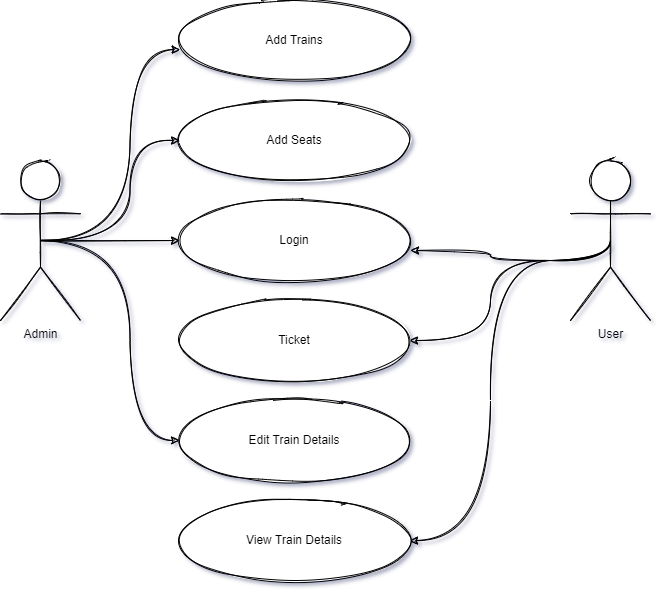 Add Trains
Add Seats
Login
Ticket
Admin
User
Edit Train Details
View Train Details